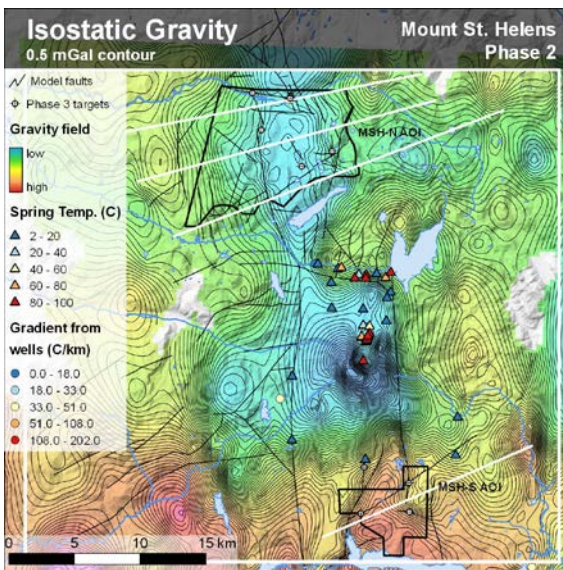 Isostatic Gravity
0.5 mGal contour
Mount St. Helens
Phase 2
Model faults
Phase 3 targets
Gravity field
low
high
Spring Temp. (C)
2 - 20
20 - 40
40 - 60
60 - 80
80 - 100
Gradient from
wells (C/km)
0.0 - 18.0
18.0 - 33.0
33.0 - 51.0
51.0 - 108.0
108.0 - 202.0
MSH-N AOI
MSH-S AOI
0 5 10 15 km